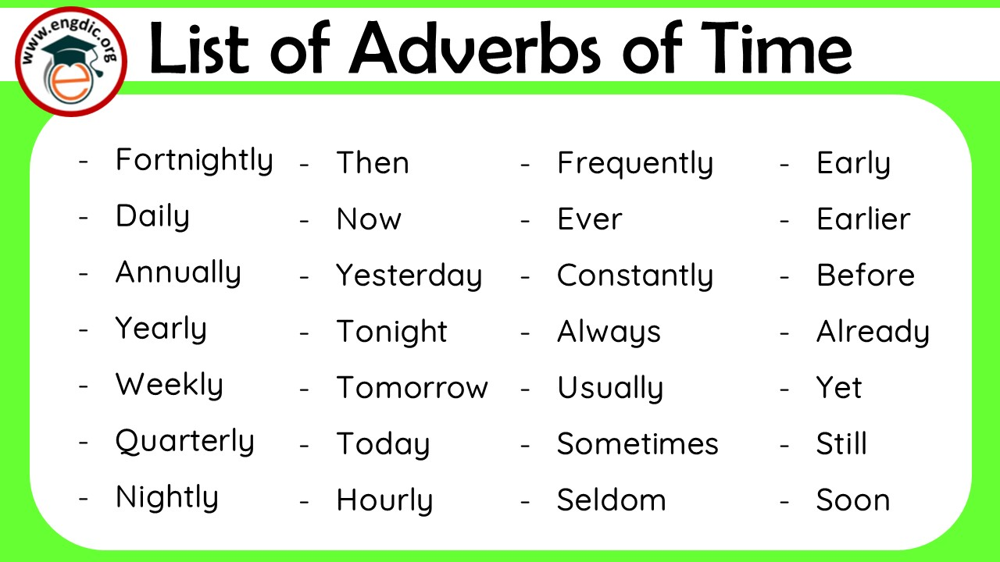 www.engdic.org
e
List of Adverbs of Time
- Fortnightly
- Daily
- Annually
- Yearly
- Weekly
- Quarterly
- Nightly
- Then
- Now
- Yesterday
- Tonight
- Tomorrow
- Today
- Hourly
- Frequently
- Ever
- Constantly
- Always
- Usually
- Sometimes
- Seldom
- Early
- Earlier
- Before
- Already
- Yet
- Still
- Soon